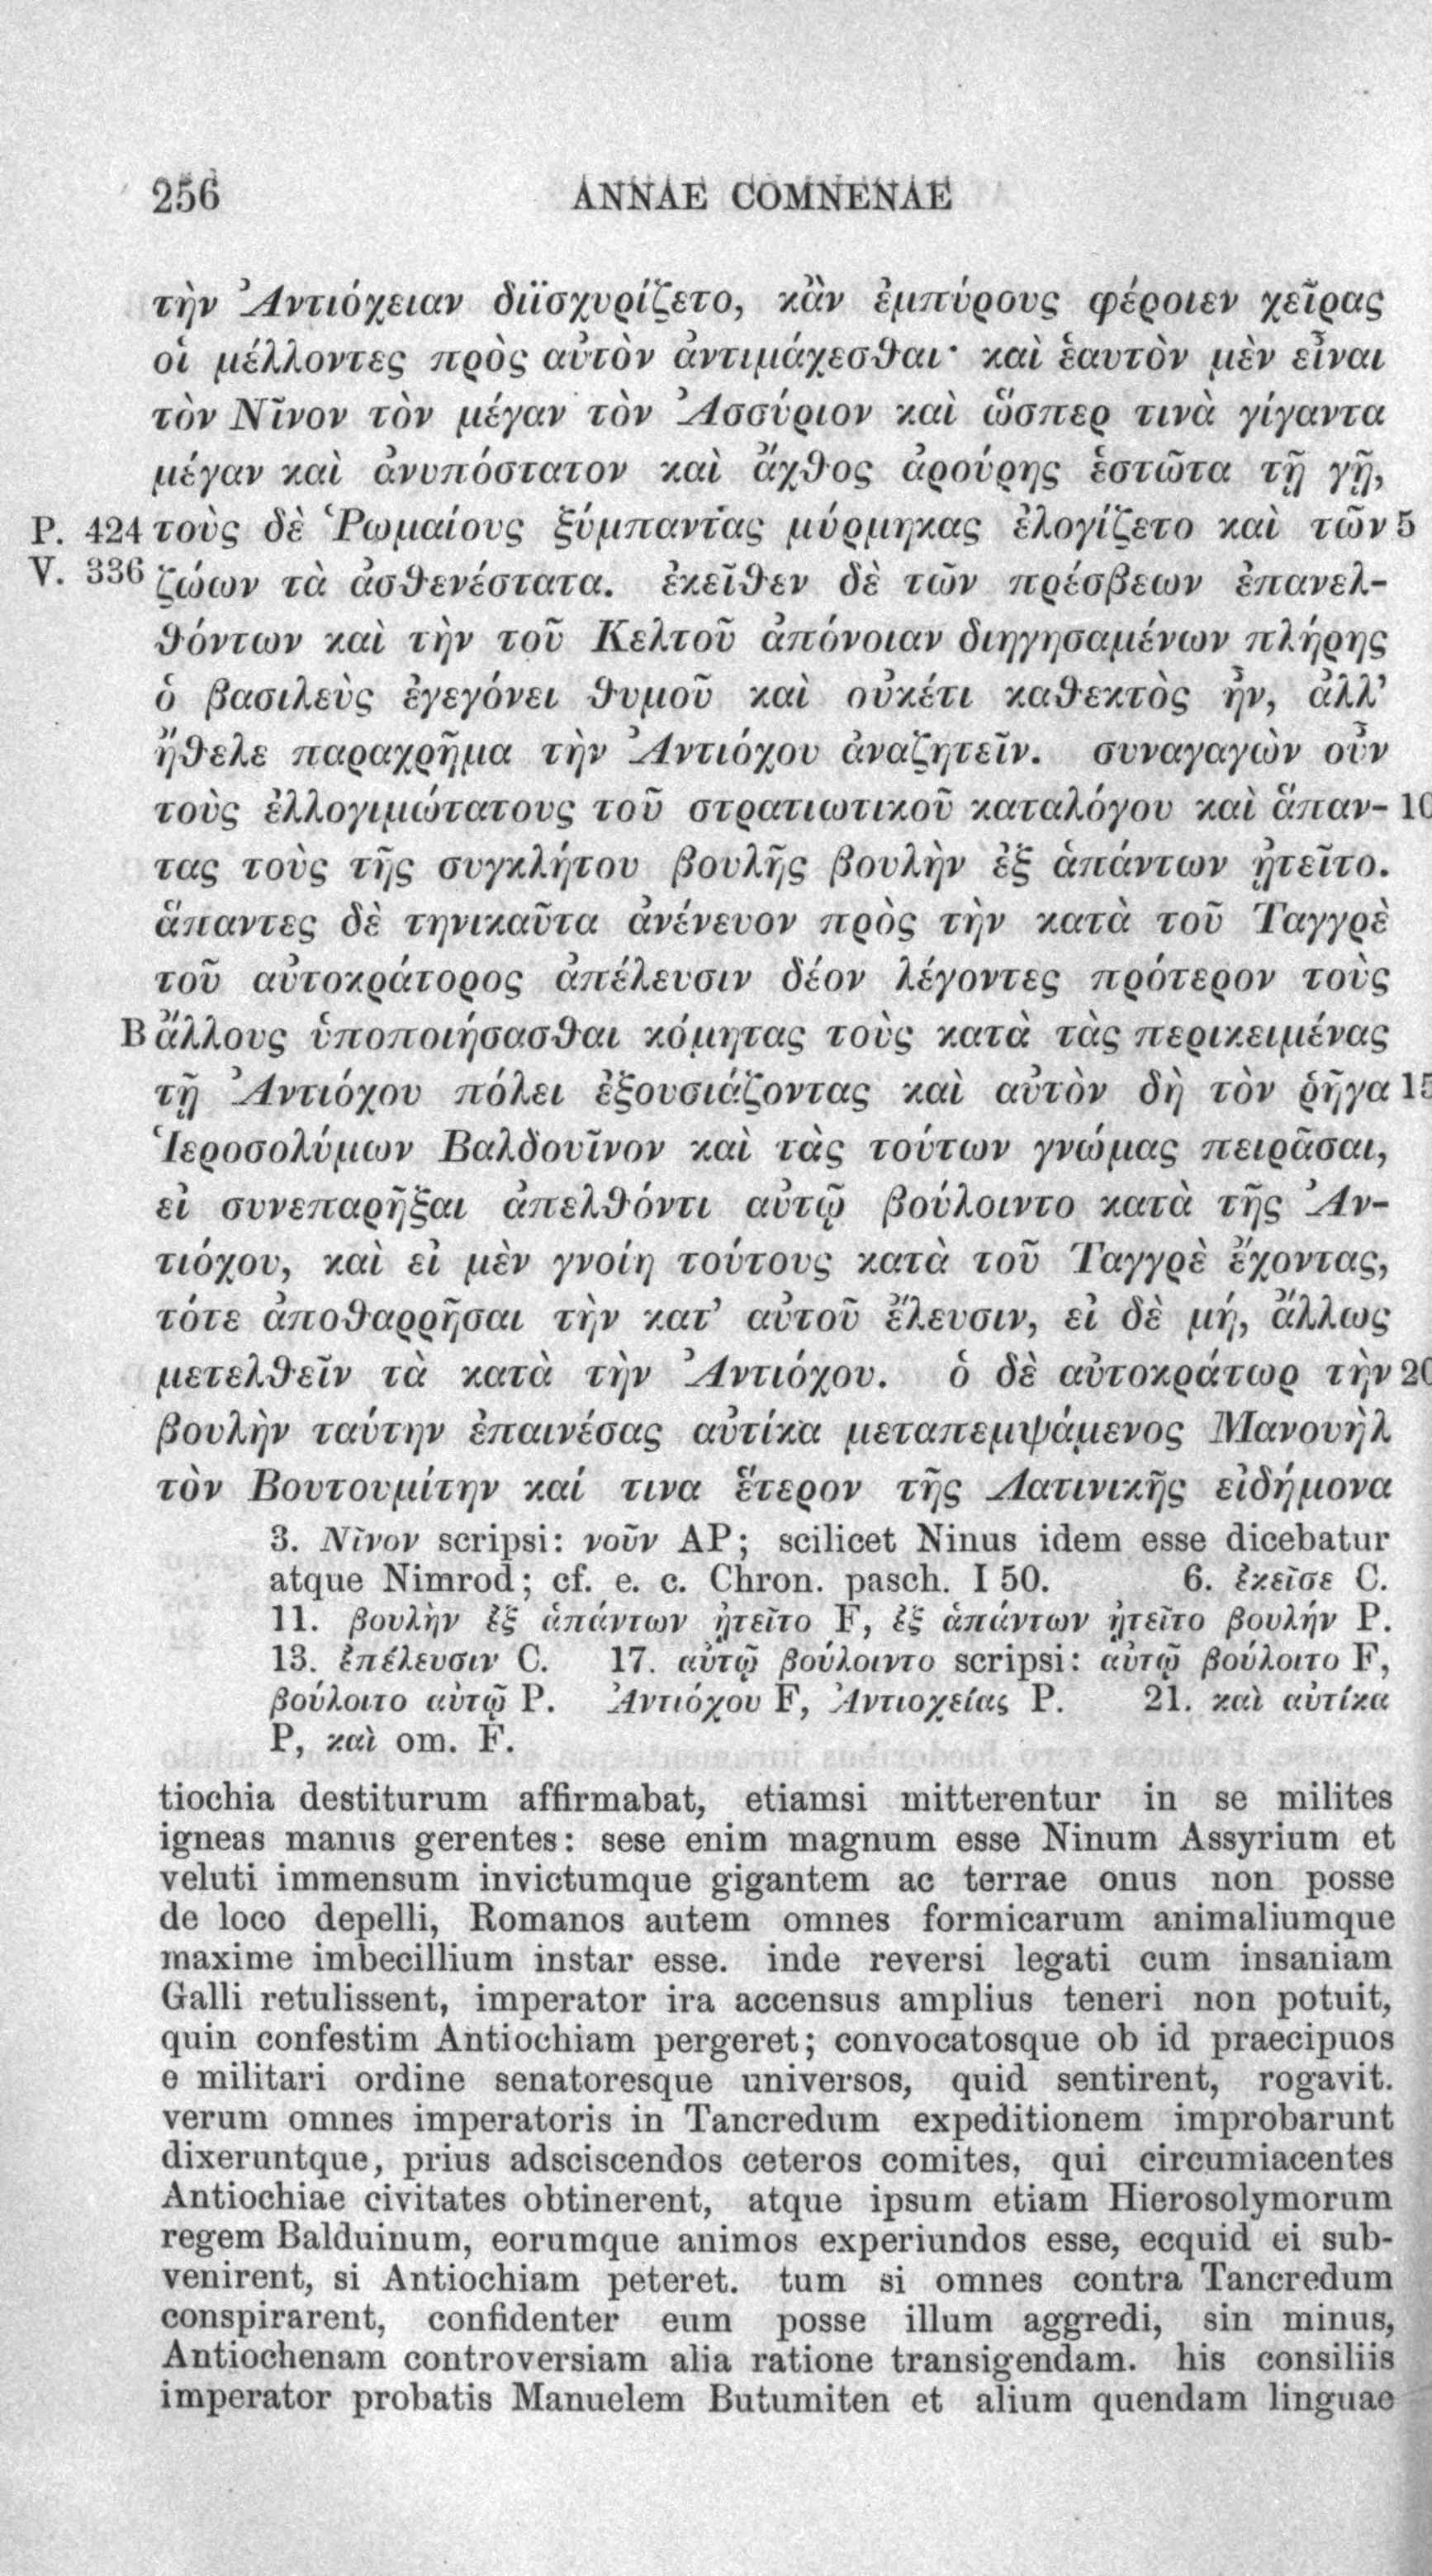 256 ANNAE COMNENAE
τὴν Ἀντιόχειαν διϊσχυρίζετο, κἂν ἐμπύρους φέροιεν χεῖρας
οἱ μέλλοντες πρὸς αὐτὸν ἀντιμάχεσθαι· καὶ ἑαυτὸν μὲν εἶναι
τὸν Νῖνον τὸν μέγαν τὸν Ἀσσύριον καὶ ὥσπερ τινὰ γίγαντα
μέγαν καὶ ἀνυπόστατον καὶ ἄχθος ἀρούρης ἑστῶτα τῇ γῇ,
P. 424 τοὺς δὲ Ῥωμαίους ξύμπαντας μύρμηκας ἐλογίζετο καὶ τῶν 5
V. 336 ζώων τὰ ἀσθενέστατα. ἐκεῖθεν δὲ τῶν πρέσβεων ἐπανελ-
θόντων καὶ τὴν τοῦ Κελτοῦ ἀπόνοιαν διηγησαμένων πλήρης
ὁ βασιλεὺς ἐγεγόνει θυμοῦ καὶ οὐκέτι καθεκτὸς ἦν, ἀλλ’
ἤθελε παραχρῆμα τὴν Ἀντιόχου ἀναζητεῖν. συναγαγὼν οὖν
τοὺς ἐλλογιμώτατους τοῦ στρατιωτικοῦ καταλόγου καὶ ἅπαν- 10
τας τοὺς τῆς συγκλήτου βουλῆς βουλὴν ἐξ ἁπάντων ᾐτεῖτο.
ἅπαντες δὲ τηνικαῦτα ἀνένευον πρὸς τὴν κατὰ τοῦ Ταγγρὲ
τοῦ αὐτοκράτορος ἀπέλευσιν δέον λέγοντες πρότερον τοὺς
B ἄλλους ὑποποιήσασθαι κόμητας τοὺς κατὰ τὰς περικειμένας
τῇ Ἀντιόχου πόλει ἐξουσιάζοντας καὶ αὐτὸν δὴ τὸν ῥῆγα 15
Ἱεροσολύμων Βαλδουῖνον καὶ τὰς τούτων γνώμας πειρᾶσαι,
εἰ συνεπαρῆξαι ἀπελθόντι αὐτῷ βούλοιντο κατὰ τῆς Ἀν-
τιόχου, καὶ εἰ μὲν γνοίη τούτους κατὰ τοῦ Ταγγρὲ ἔχοντας,
τότε ἀποθαρρῆσαι τὴν κατ’ αὐτοῦ ἔλευσιν, εἰ δὲ μή, ἄλλως
μετελθεῖν τὰ κατὰ τὴν Ἀντιόχου. ὁ δὲ αὐτοκράτωρ τὴν 20
βουλὴν ταύτην ἐπαινέσας αὐτίκα μεταπεμψάμενος Μανουὴλ
τὸν Βουτουμίτην καί τινα ἕτερον τῆς Λατινικῆς εἰδήμονα
3. Νῖνον scripsi: νοῦν AP; scilicet Ninus idem esse dicebatur
atque Nimrod; cf. e. c. Chron. pasch. I 50. 6. ἐκεῖσε C.
11. βουλὴν ἐξ ἁπάντων ᾐτεῖτο F, ἐξ ἁπάντων ᾐτεῖτο βουλήν P.
13. ἐπέλευσιν C. 17. αὐτῷ βούλοιντο scripsi: αὐτῷ βούλοιτο F,
βούλοιτο αὐτῷ P. Ἀντιόχου F, Ἀντιοχείας P. 21. καὶ αὐτίκα
P, καὶ om. F.
tiochia destiturum affirmabat, etiamsi mitterentur in se milites
igneas manus gerentes: sese enim magnum esse Ninum Assyrium et
veluti immensum invictumque gigantem ac terrae onus non posse
de loco depelli, Romanos autem omnes formicarum animaliumque
maxime imbecillium instar esse. inde reversi legati cum insaniam
Galli retulissent, imperator ira accensus amplius teneri non potuit,
quin confestim Antiochiam pergeret; convocatosque ob id praecipuos
e militari ordine senatoresque universos, quid sentirent, rogavit.
verum omnes imperatoris in Tancredum expeditionem improbarunt
dixeruntque, prius adsciscendos ceteros comites, qui circumiacentes
Antiochiae civitates obtinerent, atque ipsum etiam Hierosolymorum
regem Balduinum, eorumque animos experiundos esse, ecquid ei sub-
venirent, si Antiochiam peteret. tum si omnes contra Tancredum
conspirarent, confidenter eum posse illum aggredi, sin minus,
Antiochenam controversiam alia ratione transigendam. his consiliis
imperator probatis Manuelem Butumiten et alium quendam linguae